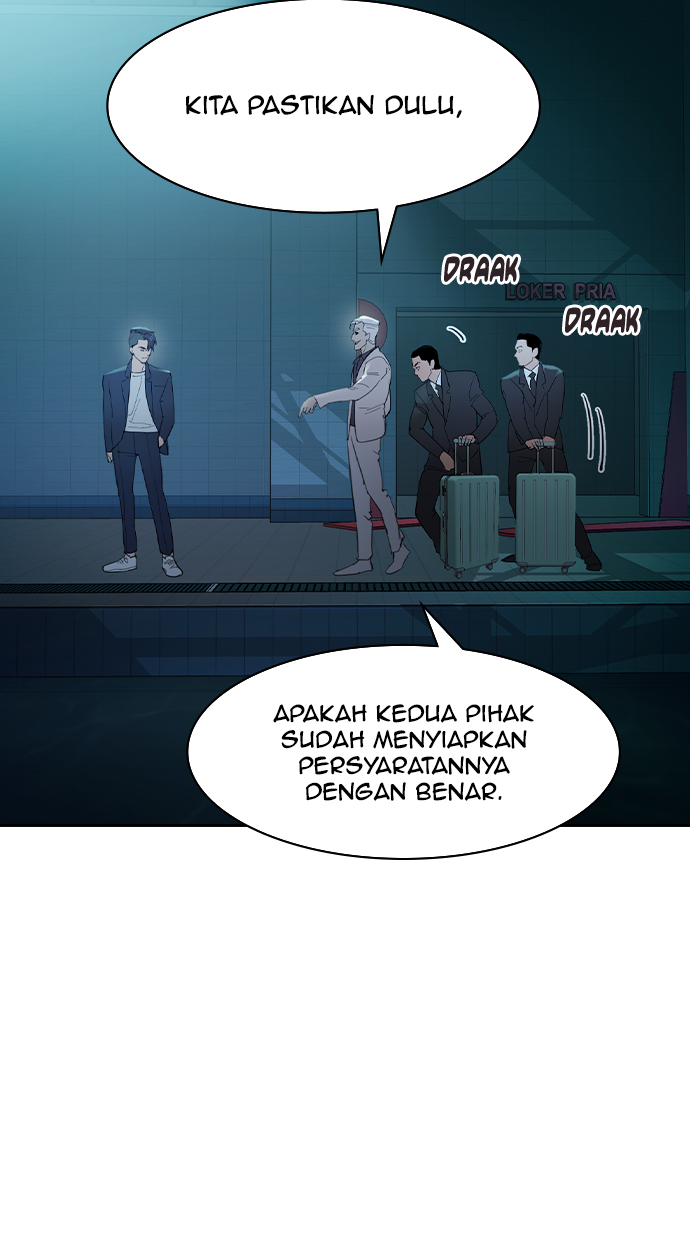 KITA PASTIKAN DULU,
DRAAK
LOKER PRIA
DRAAK
APAKAH KEDUA PIHAK
SUDAH MENYIAPKAN
PERSYARATANNYA
DENGAN BENAR.